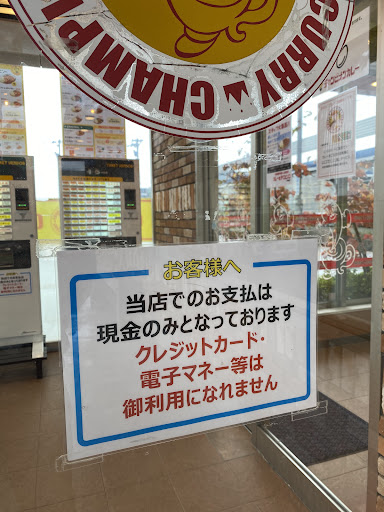 CURRY CHAMPI
お客様へ
当店でのお支払は
現金のみとなっております
クレジットカード・
電子マネー等は
御利用になれません